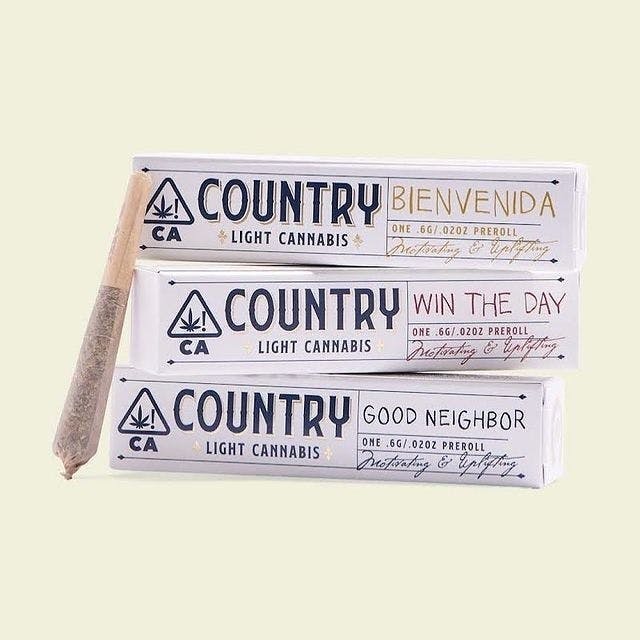 CA
COUNTRY
LIGHT CANNABIS
BIENVENIDA
ONE .6G/.02OZ PREROLL
Motivating & Uplifting
CA
COUNTRY
LIGHT CANNABIS
WIN THE DAY
ONE .6G/.02OZ PREROLL
Motivating & Uplifting
CA
COUNTRY
LIGHT CANNABIS
GOOD NEIGHBOR
ONE .6G/.02OZ PREROLL
Motivating & Uplifting